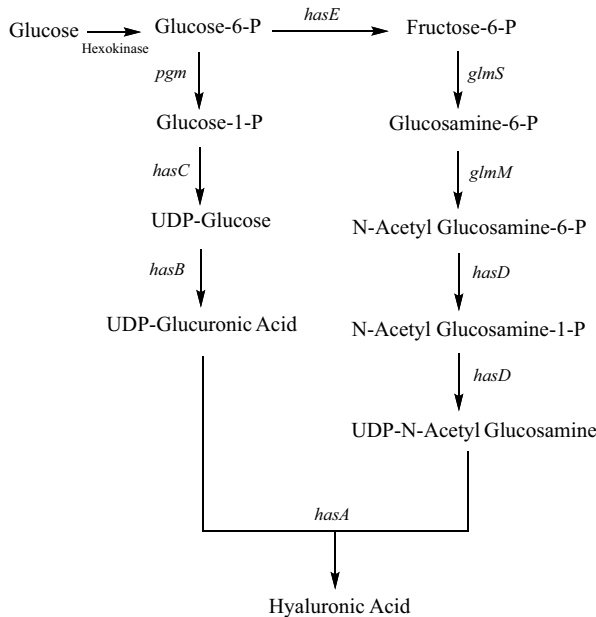 Glucose
Hexokinase
Glucose-6-P
hasE
Fructose-6-P
pgm
glmS
Glucose-1-P
Glucosamine-6-P
hasC
glmM
UDP-Glucose
N-Acetyl Glucosamine-6-P
hasB
hasD
UDP-Glucuronic Acid
N-Acetyl Glucosamine-1-P
hasD
UDP-N-Acetyl Glucosamine
hasA
Hyaluronic Acid